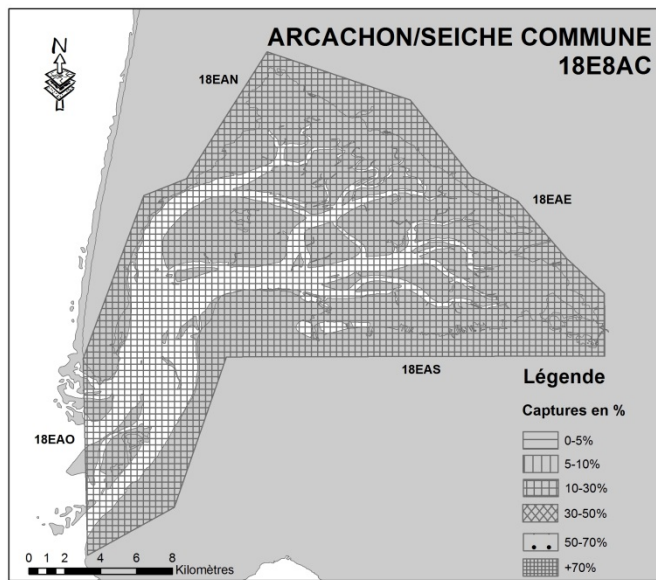 ARCACHON/SEICHE COMMUNE
18E8AC
N
18EAN
18EAE
18EAS
18EAO
Légende
Captures en %
0-5%
5-10%
10-30%
30-50%
50-70%
+70%
0 1 2 4 6 8
Kilomètres